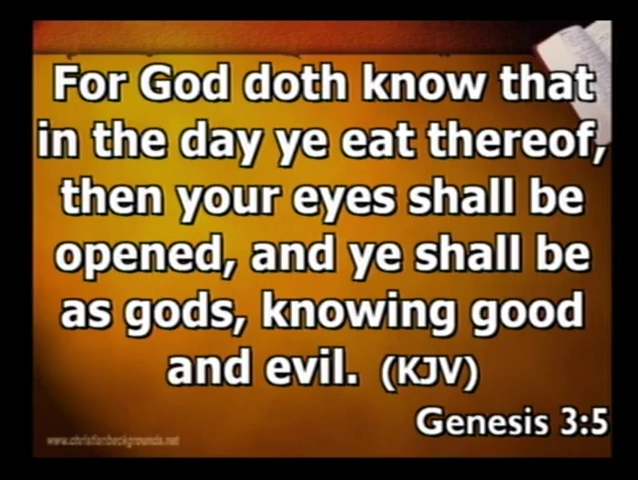 For God doth know that
in the day ye eat thereof,
then your eyes shall be
opened, and ye shall be
as gods, knowing good
and evil. (KJV)
Genesis 3:5
www.christianbackgrounds.net